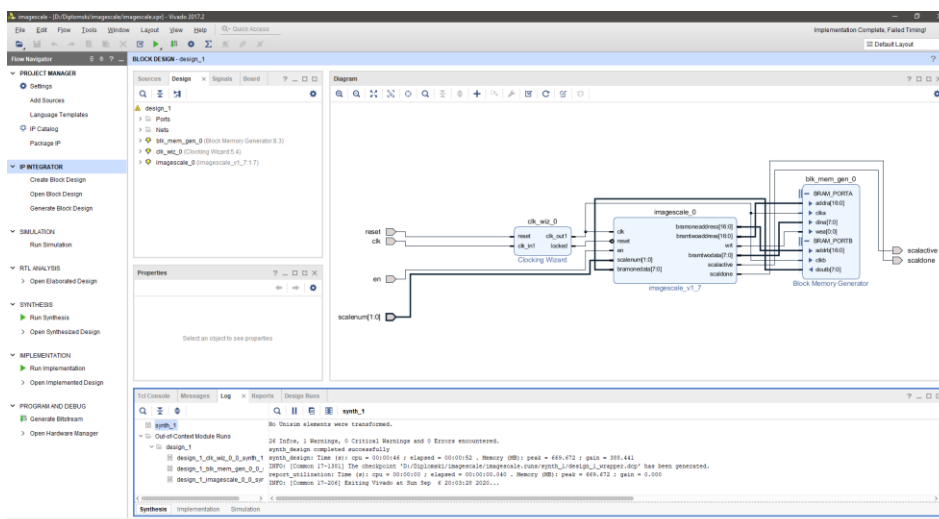 imagescale - [D:/Diplomski/imagescale/imagescale.xpr] - Vivado 2017.2
File Edit Flow Tools Window Layout View Help Quick Access
Implementation Complete, Failed Timing!
Default Layout
Flow Navigator
PROJECT MANAGER
Settings
Add Sources
Language Templates
IP Catalog
Package IP
IP INTEGRATOR
Create Block Design
Open Block Design
Generate Block Design
SIMULATION
Run Simulation
RTL ANALYSIS
Open Elaborated Design
SYNTHESIS
Run Synthesis
Open Synthesized Design
IMPLEMENTATION
Run Implementation
Open Implemented Design
PROGRAM AND DEBUG
Generate Bitstream
Open Hardware Manager
BLOCK DESIGN - design_1
Sources Design Signals Board
design_1
Ports
Nets
blk_mem_gen_0 (Block Memory Generator:8.3)
clk_wiz_0 (Clocking Wizard:5.4)
imagescale_0 (imagescale_v1_7:1.7)
Properties
Select an object to see properties
Diagram
reset
clk
en
scalenum[1:0]
clk_wiz_0
reset clk_out1
clk_in1 locked
Clocking Wizard
imagescale_0
clk
reset
en
scalenum[1:0]
bramonedata[7:0]
bramoneaddress[16:0]
bramtwoaddress[16:0]
wrt
bramtwodata[7:0]
scalactive
scaldone
imagescale_v1_7
blk_mem_gen_0
BRAM_PORTA
addra[16:0]
clka
dina[7:0]
wea[0:0]
BRAM_PORTB
addrb[16:0]
clkb
doutb[7:0]
Block Memory Generator
scalactive
scaldone
Tcl Console Messages Log Reports Design Runs
synth_1
synth_1
Out-of-Context Module Runs
design_1
design_1_clk_wiz_0_0_synth_1
design_1_blk_mem_gen_0_0_
design_1_imagescale_0_0_syr
No Unisim elements were transformed.
26 Infos, 1 Warnings, 0 Critical Warnings and 0 Errors encountered.
synth_design completed successfully
synth_design: Time (s): cpu = 00:00:46 ; elapsed = 00:00:52 . Memory (MB): peak = 669.672 ; gain = 388.441
INFO: [Common 17-1381] The checkpoint 'D:/Diplomski/imagescale/imagescale.runs/synth_1/design_1_wrapper.dcp' has been generated.
report_utilization: Time (s): cpu = 00:00:00 ; elapsed = 00:00:00.040 . Memory (MB): peak = 669.672 ; gain = 0.000
INFO: [Common 17-206] Exiting Vivado at Sun Sep 6 20:03:28 2020...
Synthesis Implementation Simulation